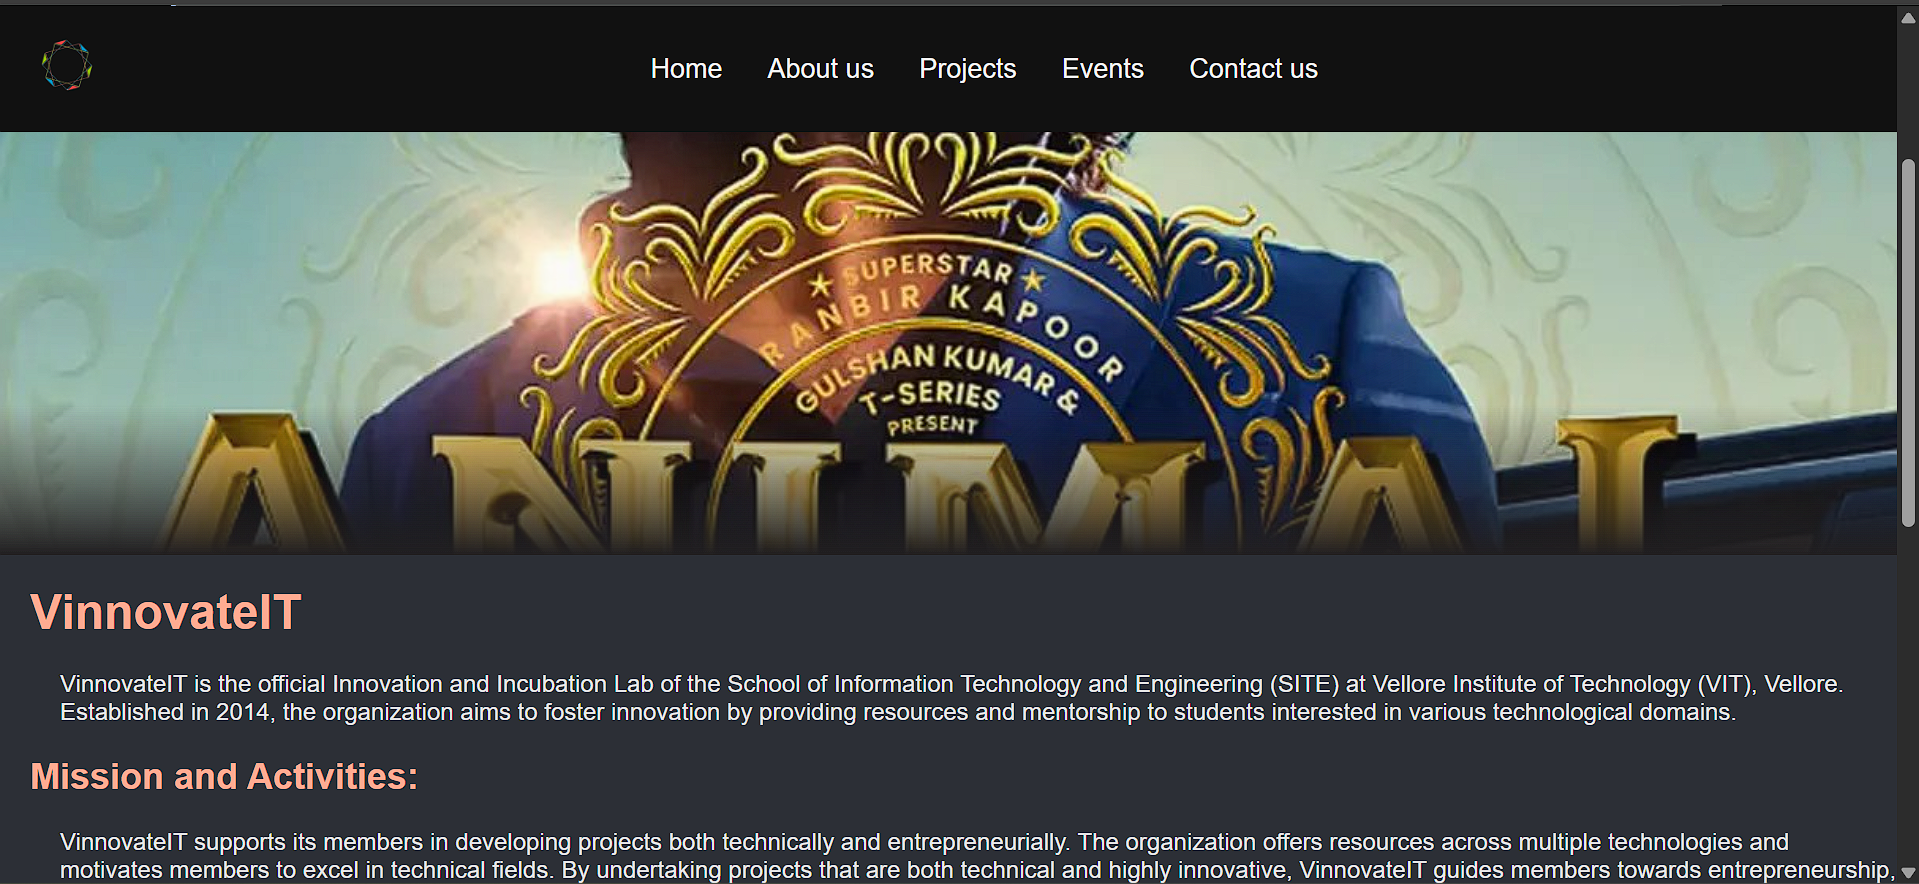 Home About us Projects Events Contact us
SUPERSTAR
RANBIR KAPOOR
GULSHAN KUMAR &
T-SERIES
PRESENT
ANIMAL
VinnovateIT
VinnovateIT is the official Innovation and Incubation Lab of the School of Information Technology and Engineering (SITE) at Vellore Institute of Technology (VIT), Vellore.
Established in 2014, the organization aims to foster innovation by providing resources and mentorship to students interested in various technological domains.
Mission and Activities:
VinnovateIT supports its members in developing projects both technically and entrepreneurially. The organization offers resources across multiple technologies and
motivates members to excel in technical fields. By undertaking projects that are both technical and highly innovative, VinnovateIT guides members towards entrepreneurship,